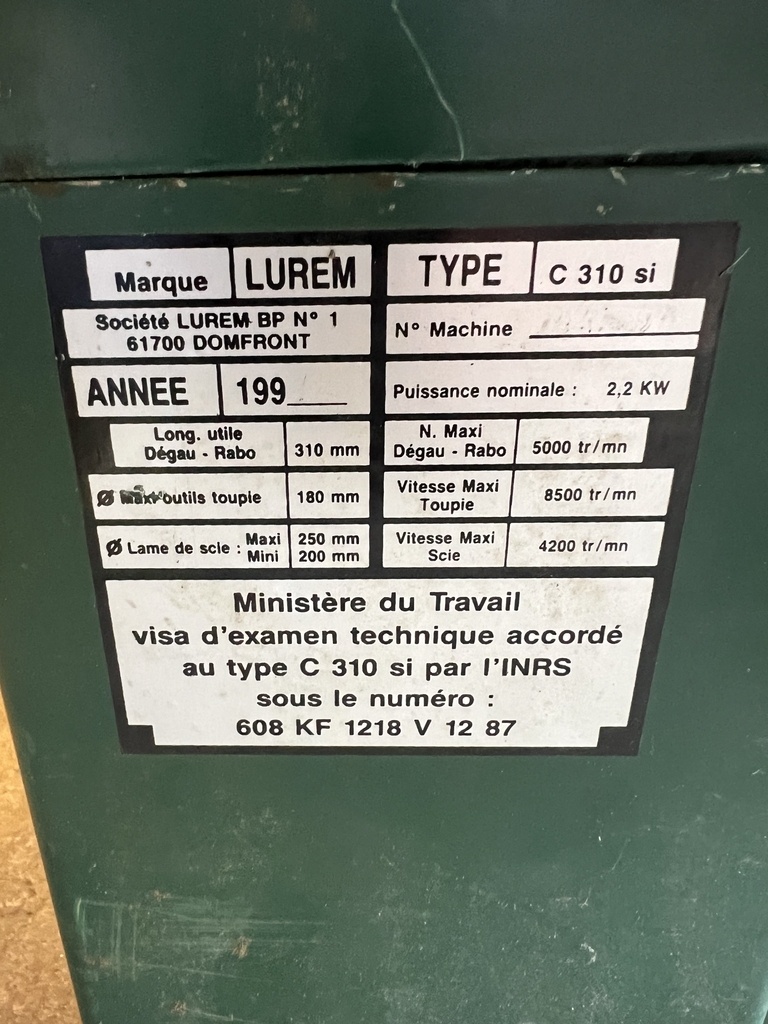 Marque LUREM
TYPE C 310 si
Société LUREM BP N° 1
61700 DOMFRONT
N° Machine
ANNEE 199
Puissance nominale : 2,2 KW
Long. utile
Dégau - Rabo 310 mm
N. Maxi
Dégau - Rabo 5000 tr/mn
Ø Maxi outils toupie 180 mm
Vitesse Maxi
Toupie 8500 tr/mn
Ø Lame de scie : Maxi 250 mm
Mini 200 mm
Vitesse Maxi
Scie 4200 tr/mn
Ministère du Travail
visa d'examen technique accordé
au type C 310 si par l'INRS
sous le numéro :
608 KF 1218 V 12 87